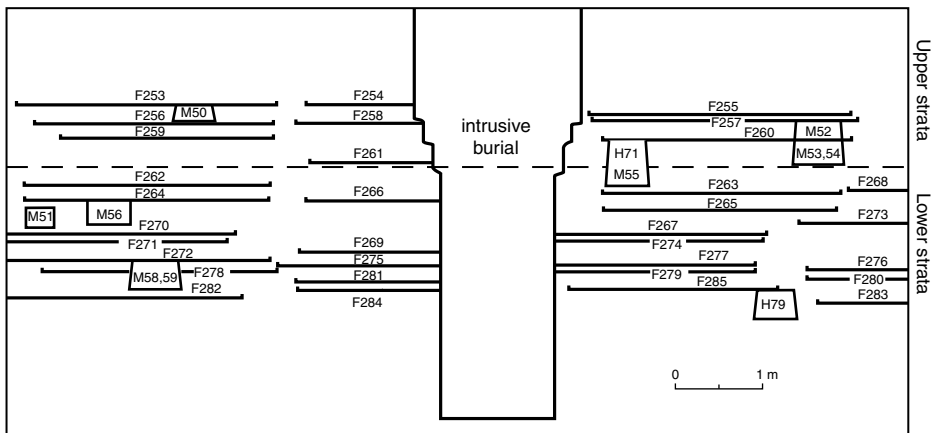 F253
M50
F256
F259
F262
F264
M51
M56
F270
F271
F272
M58,59
F278
F282
F254
F258
F261
F266
F269
F275
F281
F284
intrusive
burial
F255
F257
M52
F260
M53,54
H71
M55
F263
F268
F265
F273
F267
F274
F277
F276
F279
F280
F285
H79
F283
0
1 m
Upper strata
Lower strata